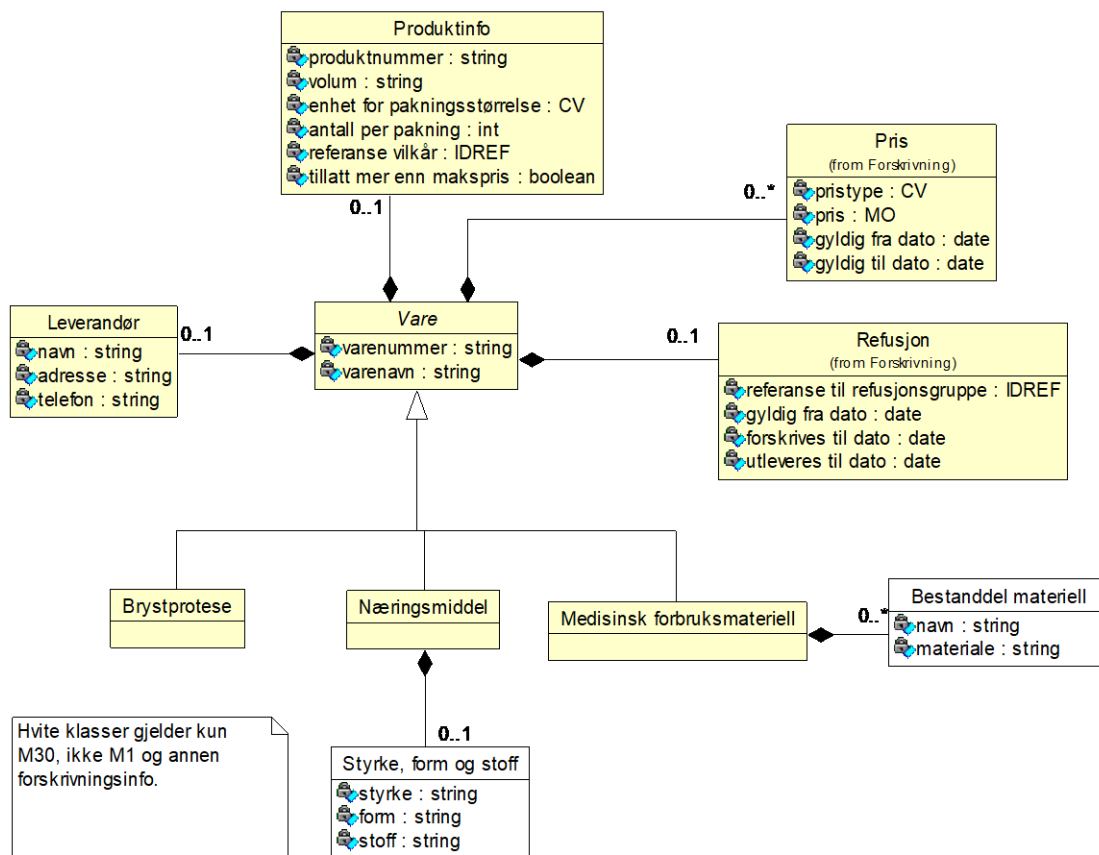 Produktinfo
produktnummer : string
volum : string
enhet for pakningsstørrelse : CV
antall per pakning : int
referanse vilkår : IDREF
tillatt mer enn makspris : boolean
0..1
Pris
(from Forskrivning)
pristype : CV
pris : MO
gyldig fra dato : date
gyldig til dato : date
0..*
Leverandør
navn : string
adresse : string
telefon : string
0..1
Vare
varenummer : string
varenavn : string
0..1
Refusjon
(from Forskrivning)
referanse til refusjonsgruppe : IDREF
gyldig fra dato : date
forskrives til dato : date
utleveres til dato : date
Brystprotese
Næringsmiddel
Medisinsk forbruksmateriell
0..*
Bestanddel materiell
navn : string
materiale : string
Hvite klasser gjelder kun
M30, ikke M1 og annen
forskrivningsinfo.
0..1
Styrke, form og stoff
styrke : string
form : string
stoff : string